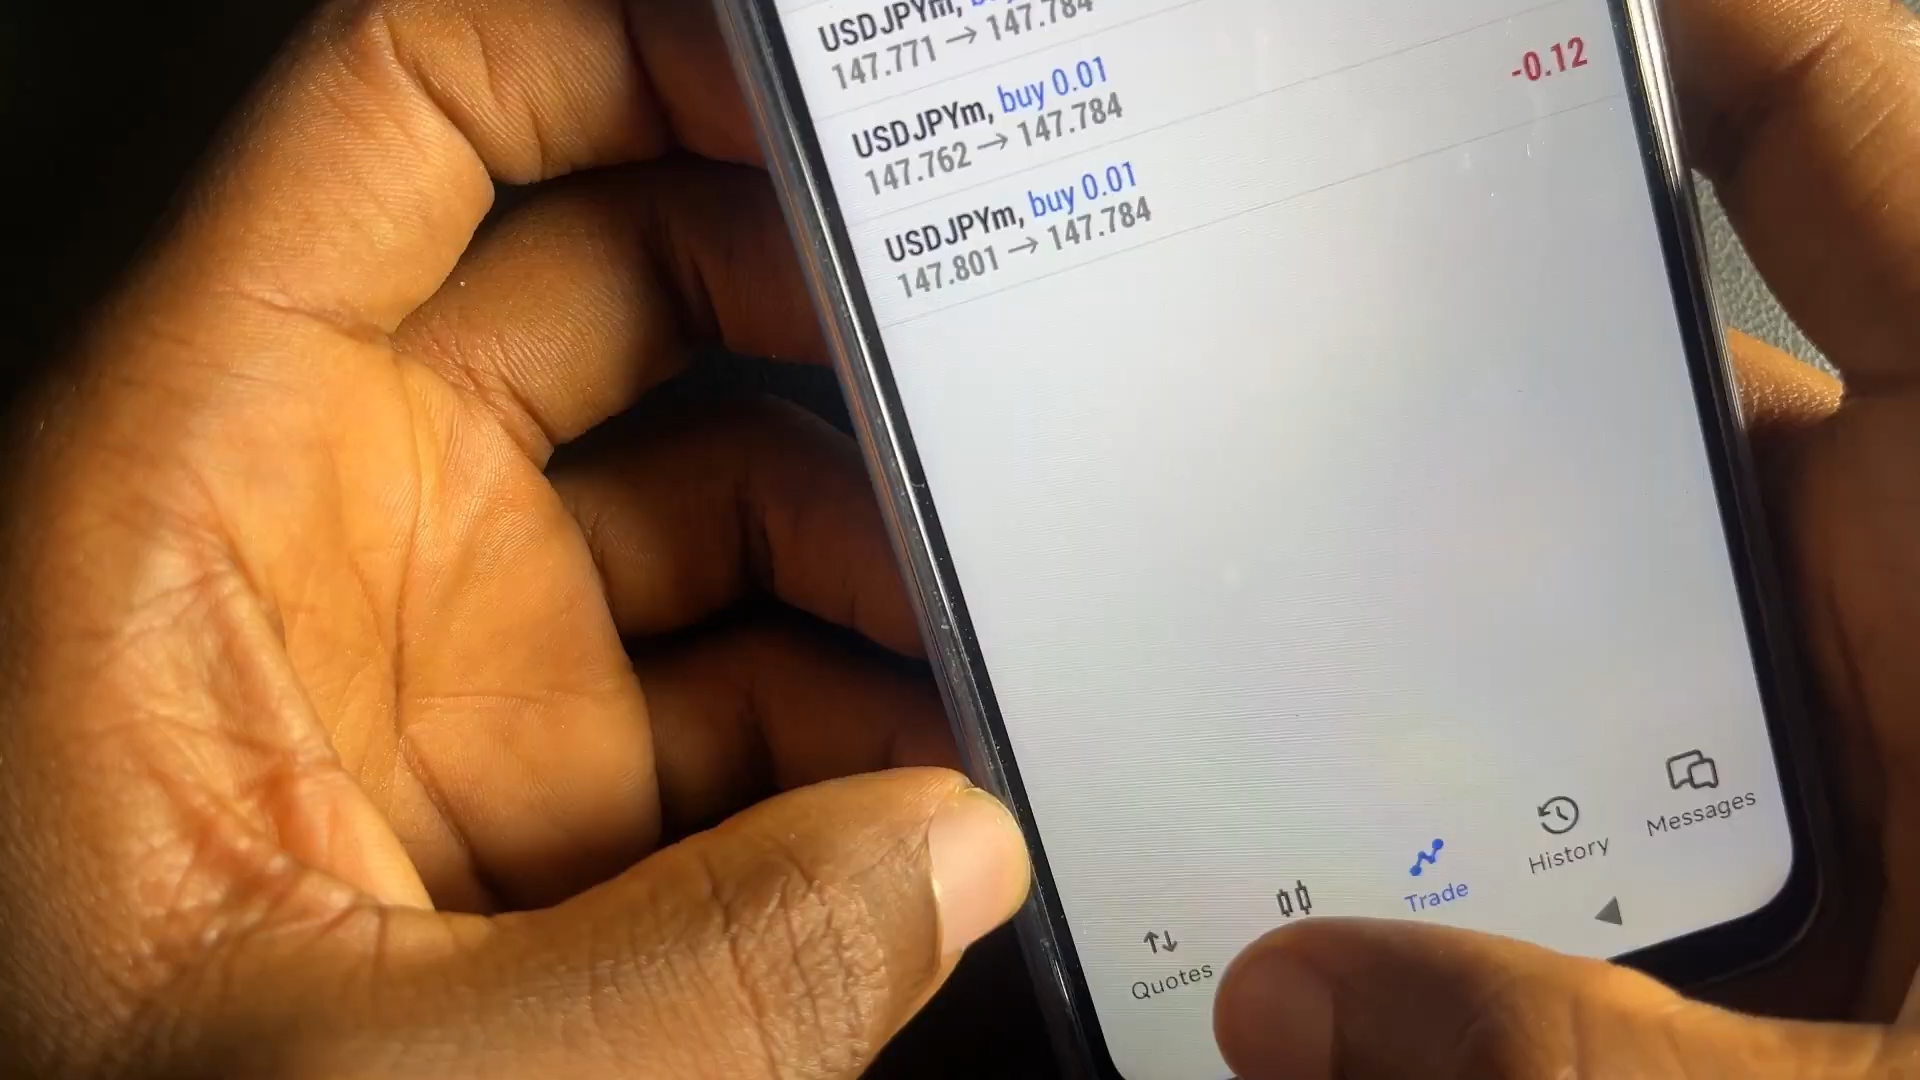 USDJPYm,
147.771 → 147.784
USDJPYm, buy 0.01
147.762 → 147.784
-0.12
USDJPYm, buy 0.01
147.801 → 147.784
Quotes
Trade
History
Messages